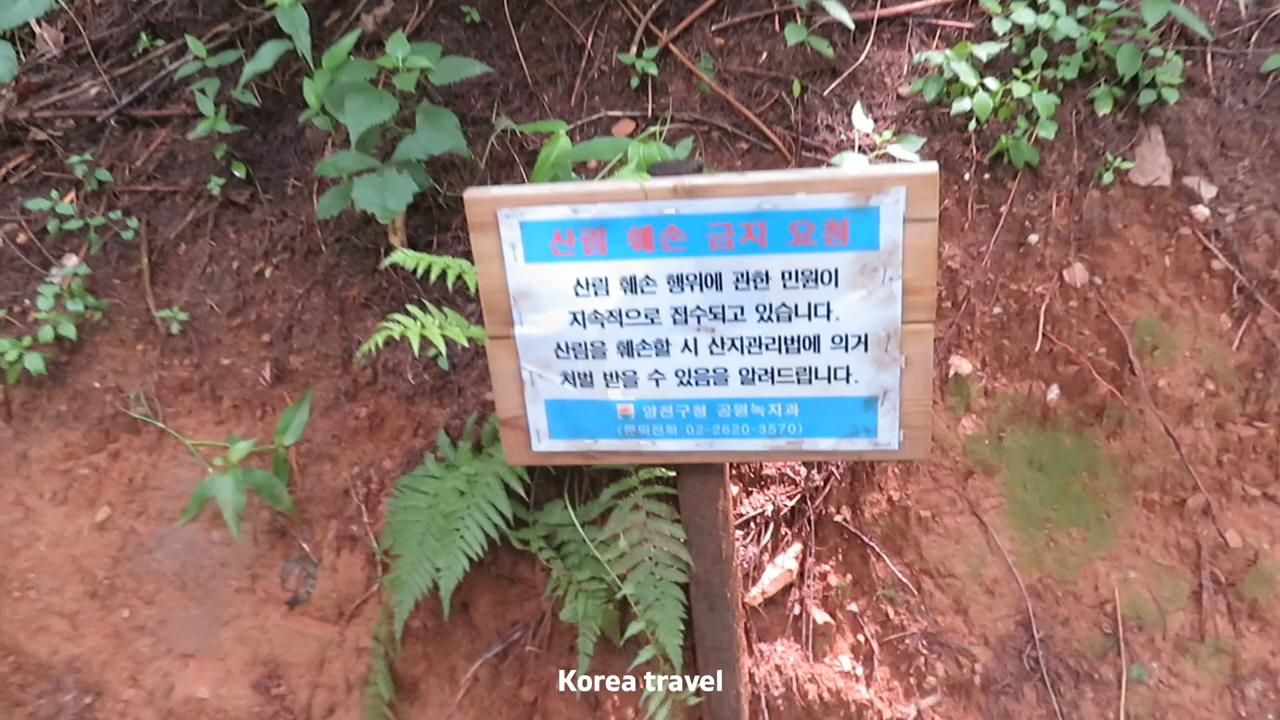 산림 훼손 금지 요청
산림 훼손 행위에 관한 민원이
지속적으로 접수되고 있습니다.
산림을 훼손할 시 산지관리법에 의거
처벌 받을 수 있음을 알려드립니다.
양천구청 공원녹지과
(문의전화 02-2620-3570)
Korea travel